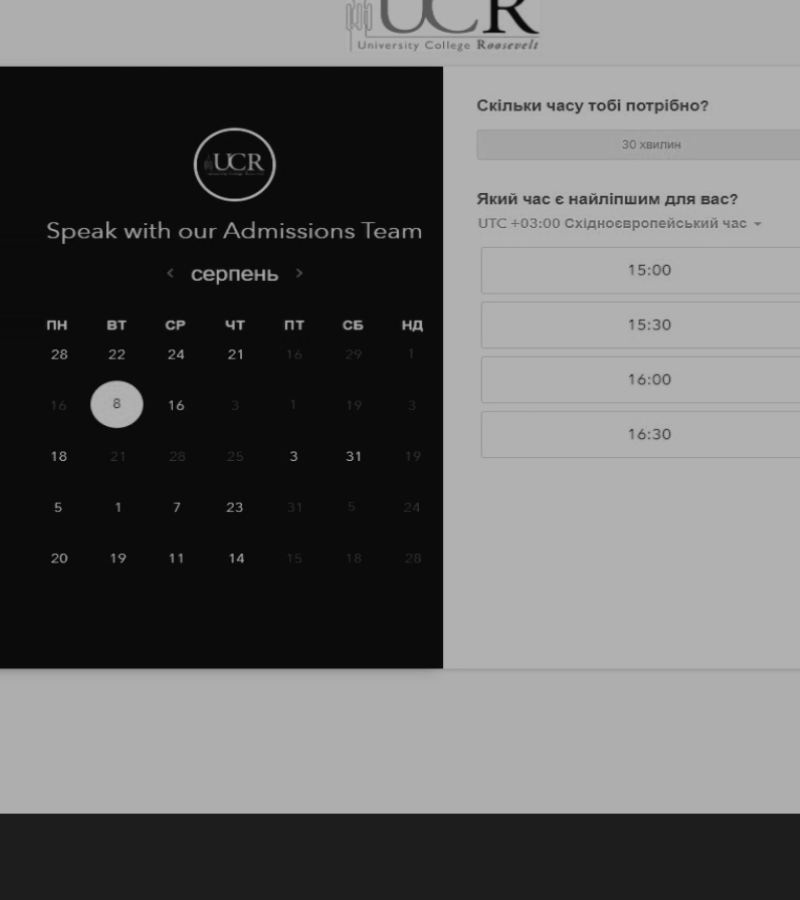 UCR
University College Roosevelt
UCR
Speak with our Admissions Team
< серпень >
ПН ВТ СР ЧТ ПТ СБ НД
28 22 24 21 16 29 1
16 8 16 3 1 19 3
18 21 28 25 3 31 19
5 1 7 23 31 5 24
20 19 11 14 15 18 28
Скільки часу тобі потрібно?
30 хвилин
Який час є найліпшим для вас?
UTC +03:00 Східноєвропейський час
15:00
15:30
16:00
16:30